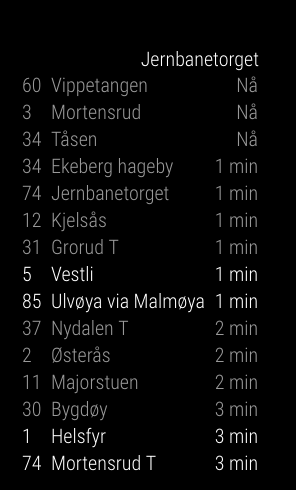 Jernbanetorget
60 Vippetangen Nå
3 Mortensrud Nå
34 Tåsen Nå
34 Ekeberg hageby 1 min
74 Jernbanetorget 1 min
12 Kjelsås 1 min
31 Grorud T 1 min
5 Vestli 1 min
85 Ulvøya via Malmøya 1 min
37 Nydalen T 2 min
2 Østerås 2 min
11 Majorstuen 2 min
30 Bygdøy 3 min
1 Helsfyr 3 min
74 Mortensrud T 3 min